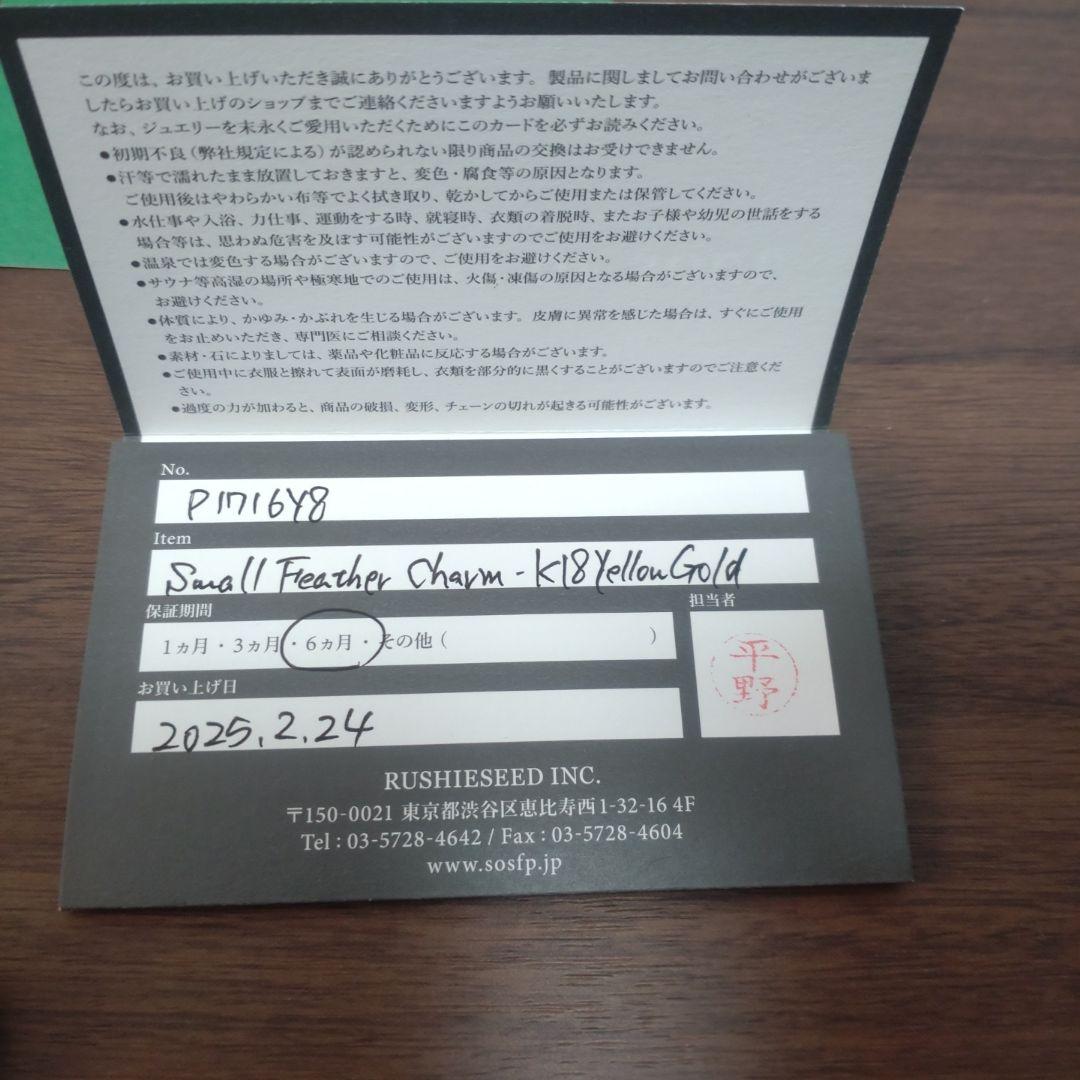 この度は、お買い上げいただき誠にありがとうございます。製品に関しましてお問い合わせがございま
したらお買い上げのショップまでご連絡くださいますようお願いいたします。
なお、ジュエリーを末永くご愛用いただくためにこのカードを必ずお読みください。
●初期不良（弊社規定による）が認められない限り商品の交換はお受けできません。
●汗等で濡れたまま放置しておきますと、変色・腐食等の原因となります。
ご使用後はやわらかい布等でよく拭き取り、乾かしてからご使用または保管してください。
●水仕事や入浴、力仕事、運動をする時、就寝時、衣類の着脱時、またお子様や幼児の世話をする
場合等は、思わぬ危害を及ぼす可能性がございますのでご使用をお避けください。
●温泉では変色する場合がございますので、ご使用をお避けください。
●サウナ等高湿の場所や極寒地でのご使用は、火傷・凍傷の原因となる場合がございますので、
お避けください。
●体質により、かゆみ・かぶれを生じる場合がございます。皮膚に異常を感じた場合は、すぐにご使用
をお止めいただき、専門医にご相談ください。
●素材・石によりましては、薬品や化粧品に反応する場合がございます。
●ご使用中に衣服と擦れて表面が磨耗し、衣類を部分的に黒くすることがございますのでご注意くだ
さい。
●過度の力が加わると、商品の破損、変形、チェーンの切れが起きる可能性がございます。
No.
P1716Y8
Item
Small Feather Charm - K18 Yellow Gold
保証期間
1ヵ月・3ヵ月・6ヵ月・その他（ ）
担当者
平野
お買い上げ日
2025.2.24
RUSHIESEED INC.
〒150-0021 東京都渋谷区恵比寿西1-32-16 4F
Tel : 03-5728-4642 / Fax : 03-5728-4604
www.sosfp.jp